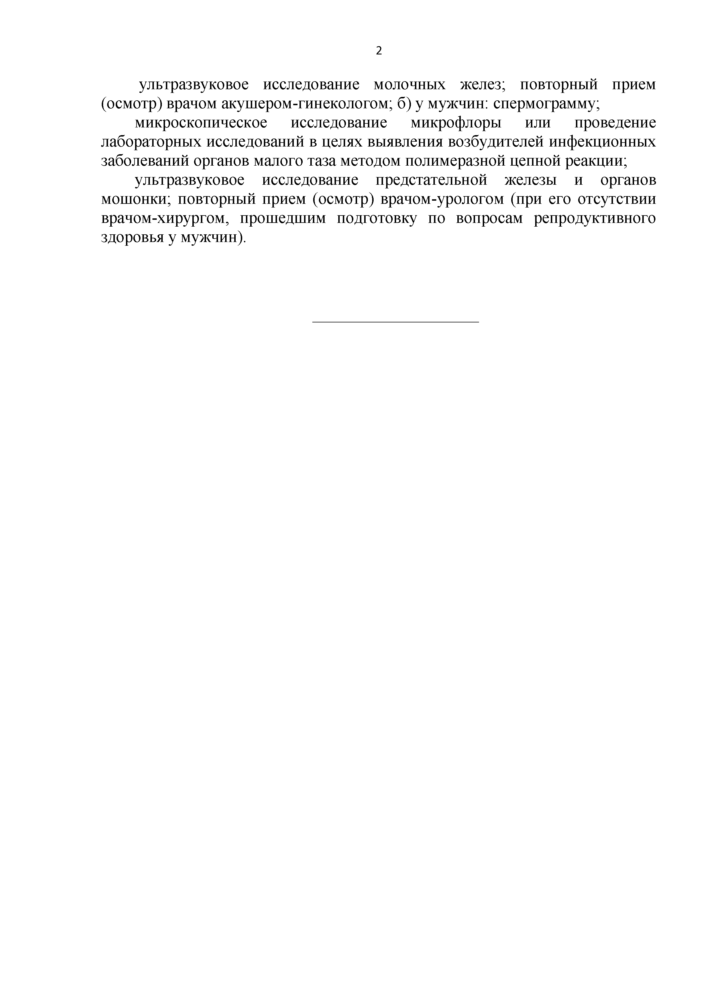 2
ультразвуковое исследование молочных желез; повторный прием
(осмотр) врачом акушером-гинекологом; б) у мужчин: спермограмму;
микроскопическое исследование микрофлоры или проведение
лабораторных исследований в целях выявления возбудителей инфекционных
заболеваний органов малого таза методом полимеразной цепной реакции;
ультразвуковое исследование предстательной железы и органов
мошонки; повторный прием (осмотр) врачом-урологом (при его отсутствии
врачом-хирургом, прошедшим подготовку по вопросам репродуктивного
здоровья у мужчин).